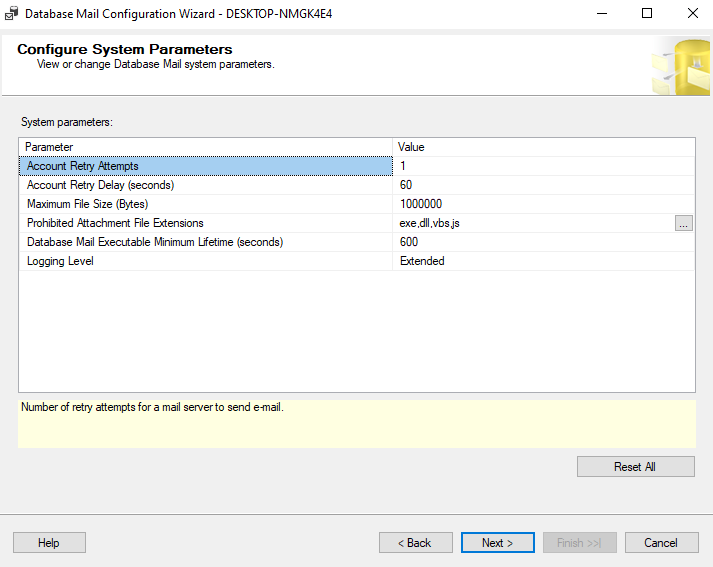 Database Mail Configuration Wizard - DESKTOP-NMGK4E4
Configure System Parameters
View or change Database Mail system parameters.
System parameters:
Parameter Value
Account Retry Attempts 1
Account Retry Delay (seconds) 60
Maximum File Size (Bytes) 1000000
Prohibited Attachment File Extensions exe,dll,vbs,js ...
Database Mail Executable Minimum Lifetime (seconds) 600
Logging Level Extended
Number of retry attempts for a mail server to send e-mail.
Reset All
Help < Back Next > Finish >>| Cancel